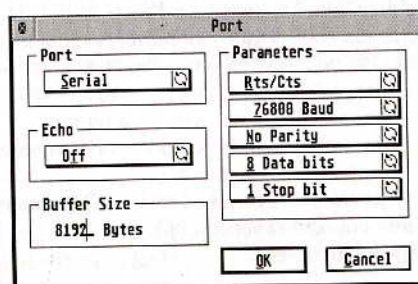 Port
Port
Serial
Echo
Off
Buffer Size
8192 Bytes
Parameters
Rts/Cts
76800 Baud
No Parity
8 Data bits
1 Stop bit
OK
Cancel